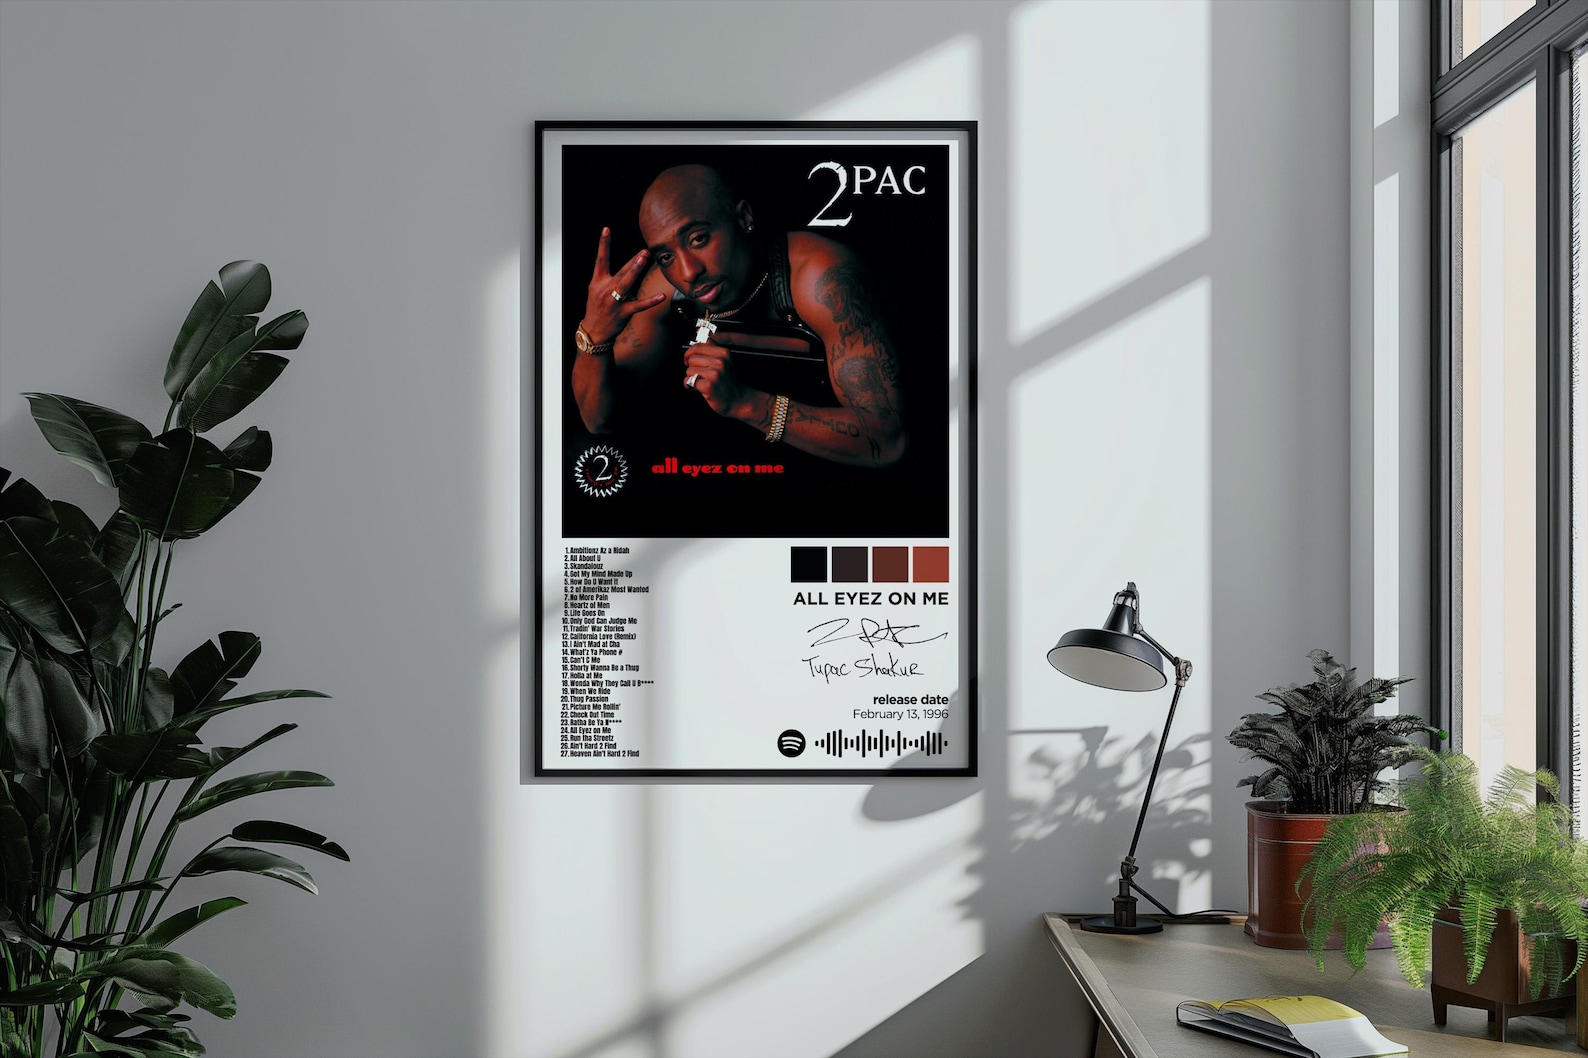 2PAC
2
all eyez on me
1. Ambitionz Az a Ridah
2. All About U
3. Skandalouz
4. Got My Mind Made Up
5. How Do U Want It
6. 2 of Amerikaz Most Wanted
7. No More Pain
8. Heartz of Men
9. Life Goes On
10. Only God Can Judge Me
11. Tradin' War Stories
12. California Love (Remix)
13. I Ain't Mad at Cha
14. What'z Ya Phone #
15. Can't C Me
16. Shorty Wanna Be a Thug
17. Holla at Me
18. Wonda Why They Call U B****
19. When We Ride
20. Thug Passion
21. Picture Me Rollin'
22. Check Out Time
23. Ratha Be Ya N****
24. All Eyez on Me
25. Run tha Streetz
26. Ain't Hard 2 Find
27. Heaven Ain't Hard 2 Find
ALL EYEZ ON ME
Tupac Shakur
release date
February 13, 1996